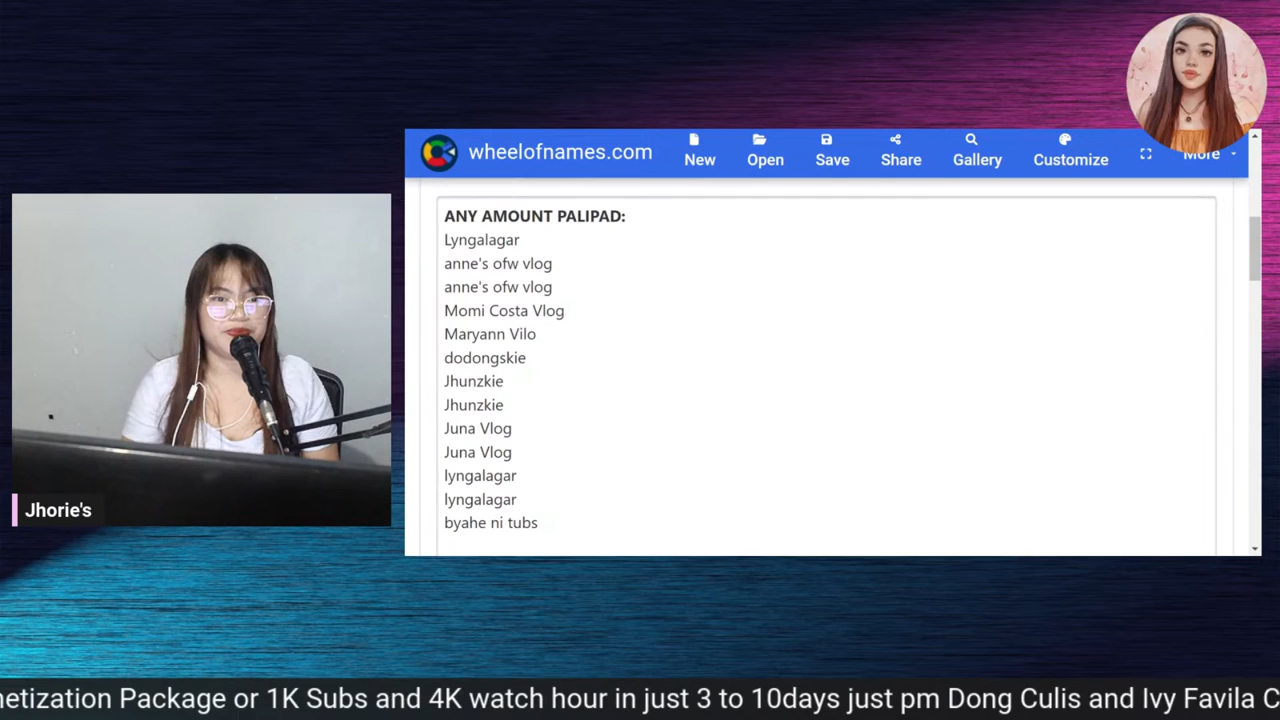 wheelofnames.com
New
Open
Save
Share
Gallery
Customize
More
ANY AMOUNT PALIPAD:
Lyngalagar
anne's ofw vlog
anne's ofw vlog
Momi Costa Vlog
Maryann Vilo
dodongskie
Jhunzkie
Jhunzkie
Juna Vlog
Juna Vlog
lyngalagar
lyngalagar
byahe ni tubs
Jhorie's
netization Package or 1K Subs and 4K watch hour in just 3 to 10days just pm Dong Culis and Ivy Favila C